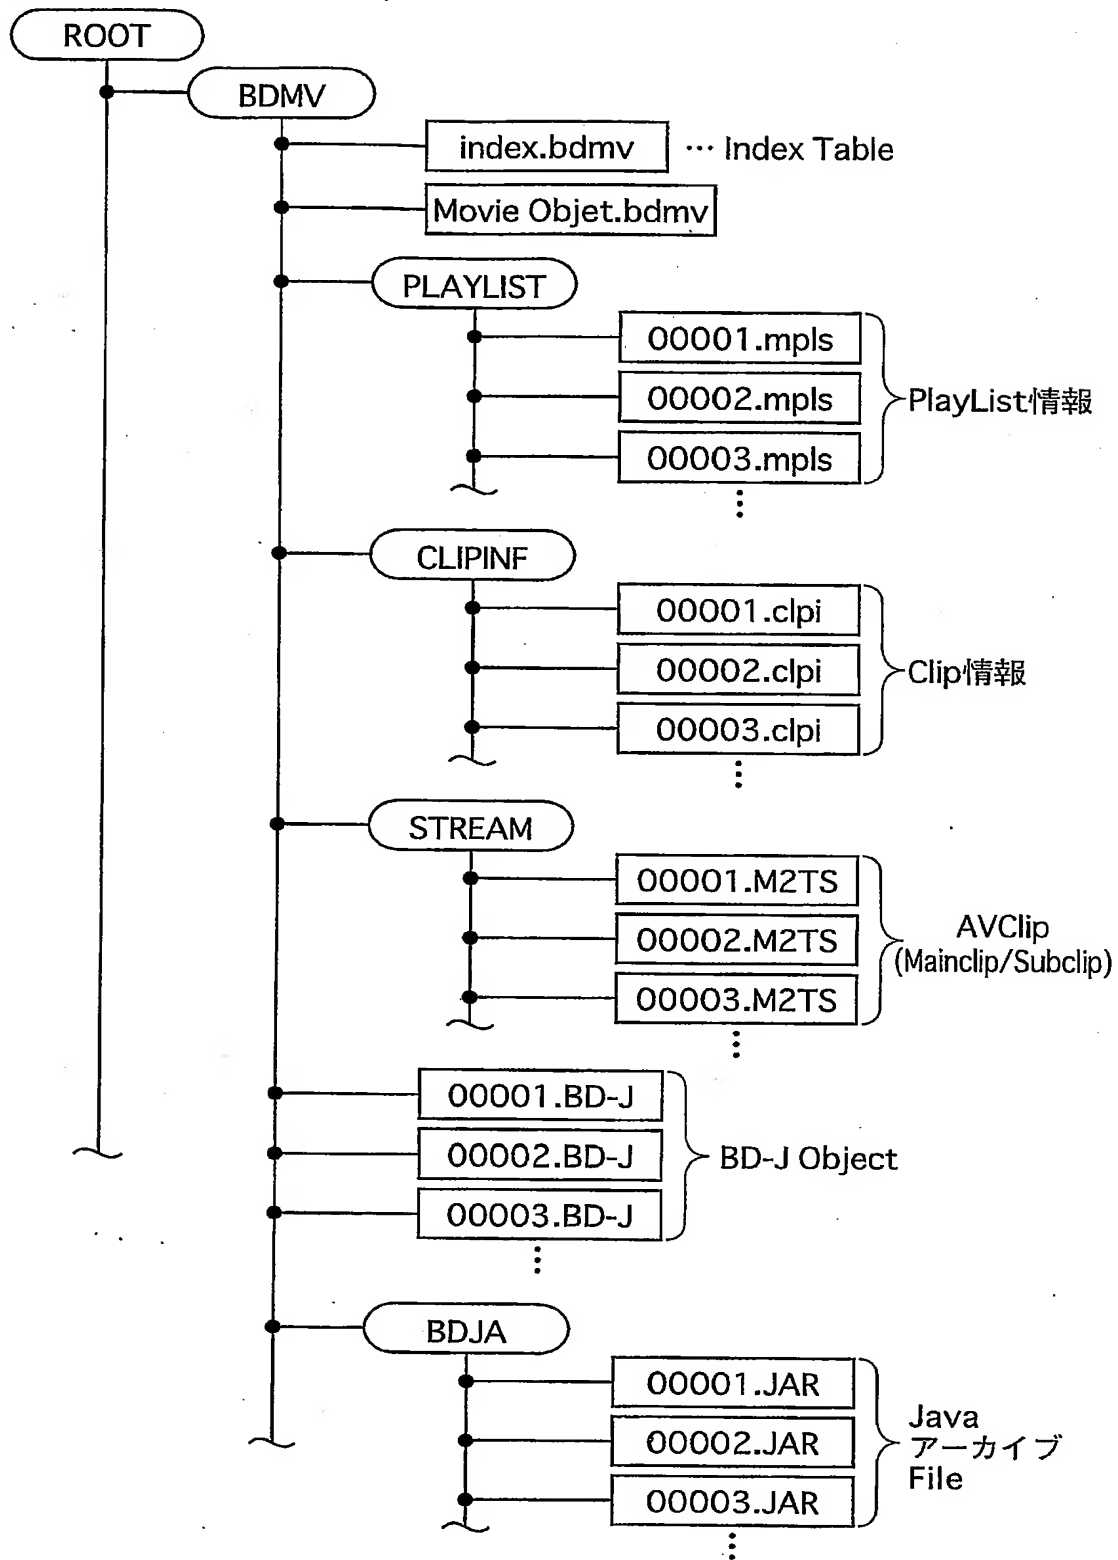 ROOT
BDMV
index.bdmv … Index Table
Movie Objet.bdmv
PLAYLIST
00001.mpls
00002.mpls
00003.mpls
PlayList情報
CLIPINF
00001.clpi
00002.clpi
00003.clpi
Clip情報
STREAM
00001.M2TS
00002.M2TS
00003.M2TS
AVClip
(Mainclip/Subclip)
00001.BD-J
00002.BD-J
00003.BD-J
BD-J Object
BDJA
00001.JAR
00002.JAR
00003.JAR
Java
アーカイブ
File